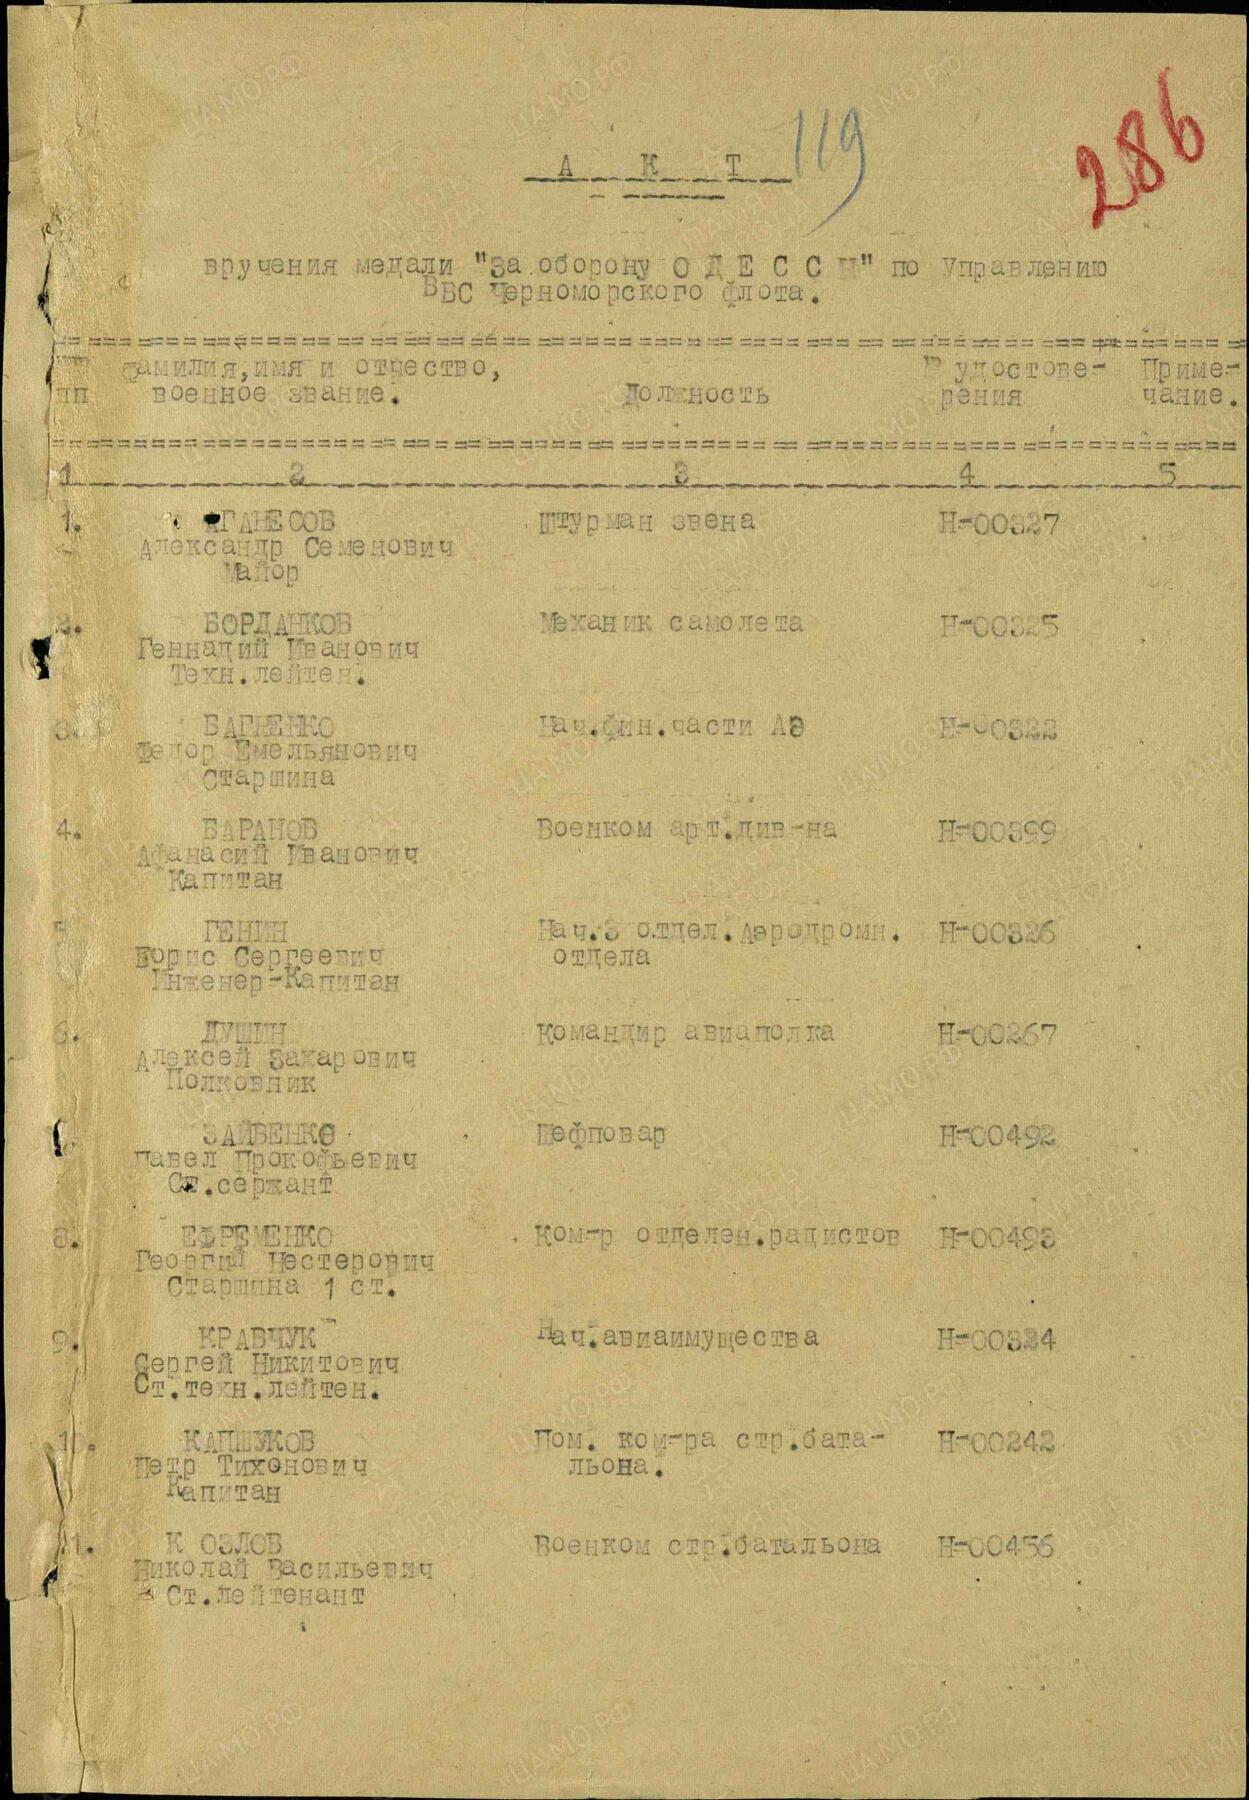 119
286
А К Т
вручения медали "За оборону О Д Е С С Ы" по Управлению
ВВС Черноморского флота.
Фамилия, имя и отчество, № удостове- Приме-
пп военное звание. Должность рения чание.
1 2 3 4 5
1. АГАНЕСОВ Штурман звена Н-00327
Александр Семенович
Майор
2. БОРДАНКОВ Механик самолета Н-00325
Геннадий Иванович
Техн.лейтен.
3. БАГНЕНКО Нач.фин.части АЭ Н-00322
Федор Емельянович
Старшина
4. БАРАНОВ Военком арт.див-на Н-00399
Афанасий Иванович
Капитан
5 ГЕНИН Нач.3 отдел.Аэродромн. Н-00326
Борис Сергеевич отдела
Инженер-Капитан
6. ДУШИН Командир авиаполка Н-00267
Алексей Захарович
Полковник
ЗАЙВЕНКО Шефповар Н-00492
Павел Прокофьевич
Ст.сержант
8. ЕФРЕМЕНКО Ком-р отделен.радистов Н-00493
Георгий Нестерович
Старшина 1 ст.
9. КРАВЧУК Нач.авиаимущества Н-00324
Сергей Никитович
Ст.техн.лейтен.
10. КАПШУКОВ Пом. ком-ра стр.бата- Н-00242
Петр Тихонович льона.
Капитан
11. К ОЗЛОВ Военком стр.батальона Н-00456
Николай Васильевич
Ст.лейтенант